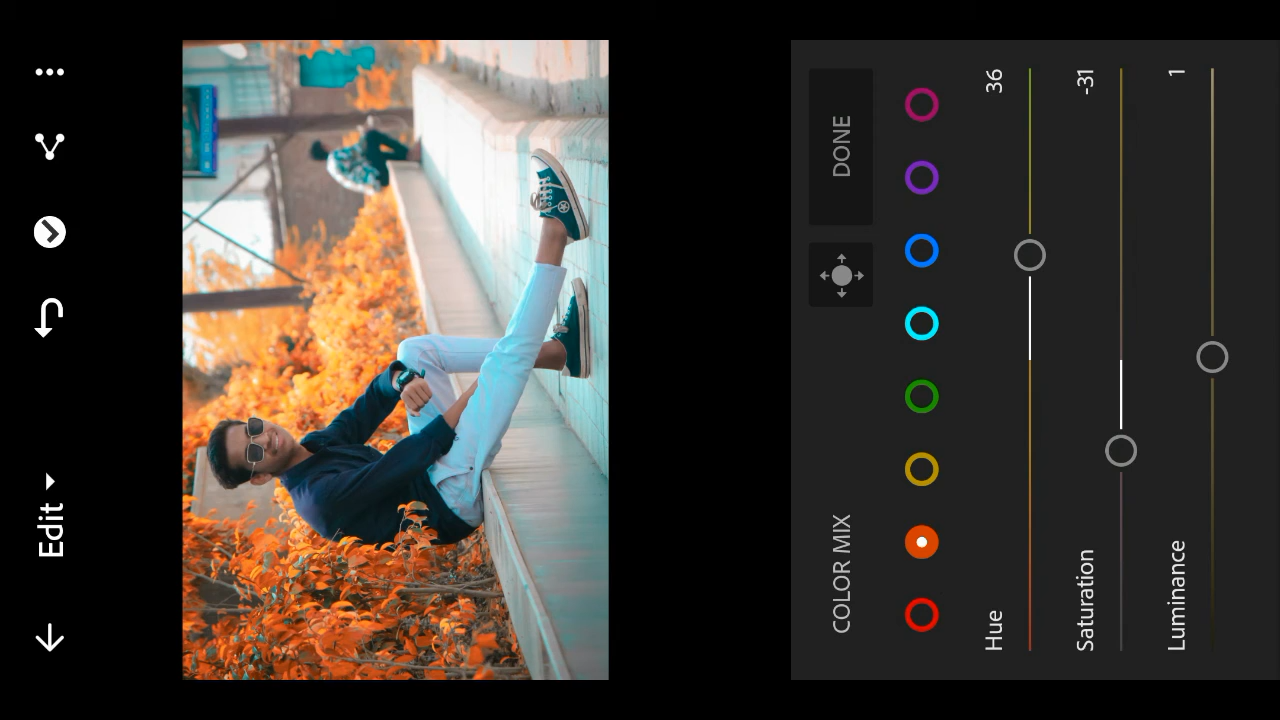 Edit
COLOR MIX
DONE
Hue
36
Saturation
-31
Luminance
1